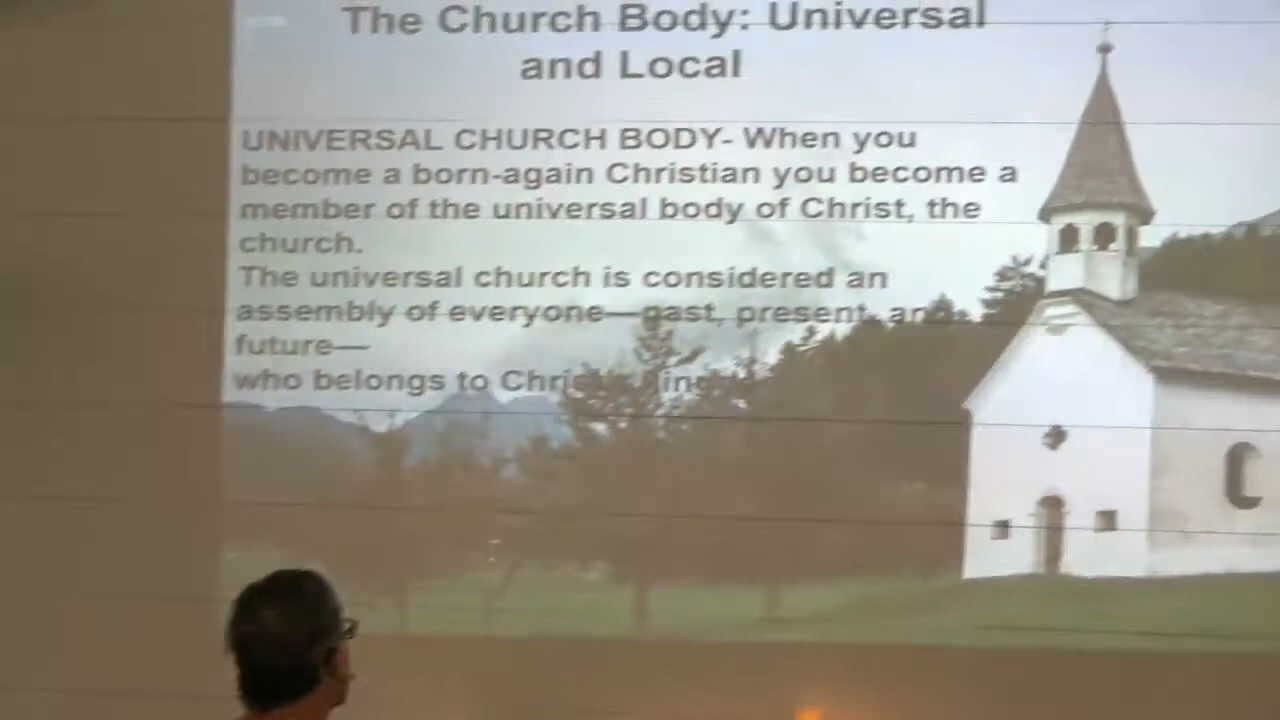 The Church Body: Universal
and Local
UNIVERSAL CHURCH BODY- When you
become a born-again Christian you become a
member of the universal body of Christ, the
church.
The universal church is considered an
assembly of everyone—past, present, and
future—
who belongs to Christ's